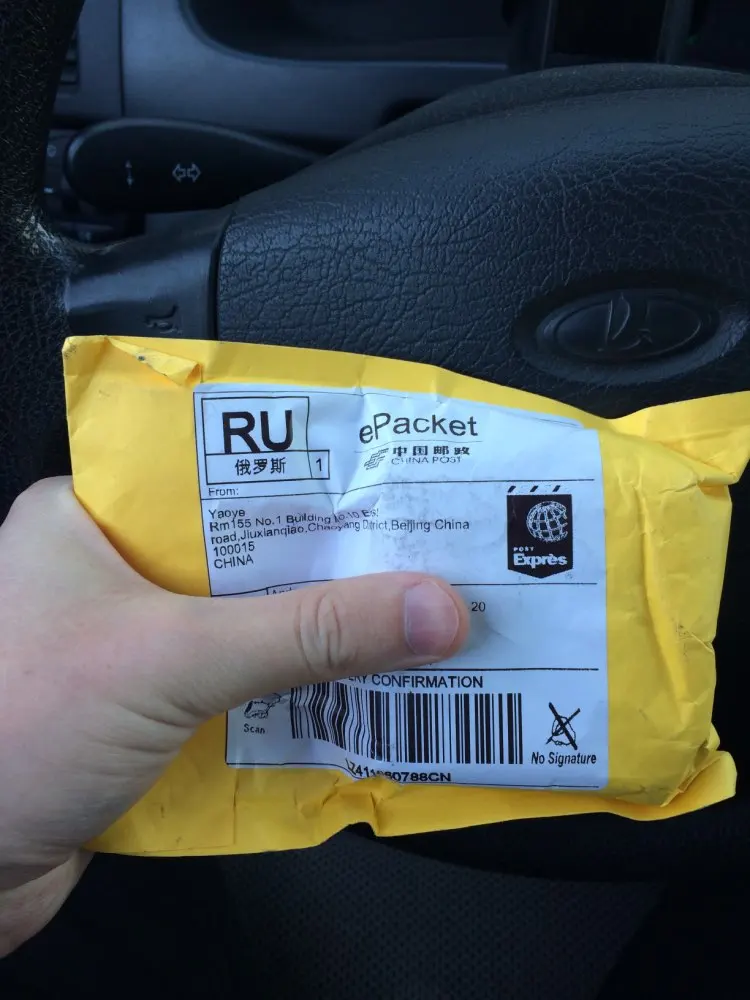 RU
俄罗斯 1
ePacket
中国邮政
CHINA POST
From:
Yaoye
Rm155 No.1 Building East
road,Jiuxianqiao,Chaoyang District,Beijing China
100015
CHINA
POST
Exprès
20
CONFIRMATION
Scan
No Signature